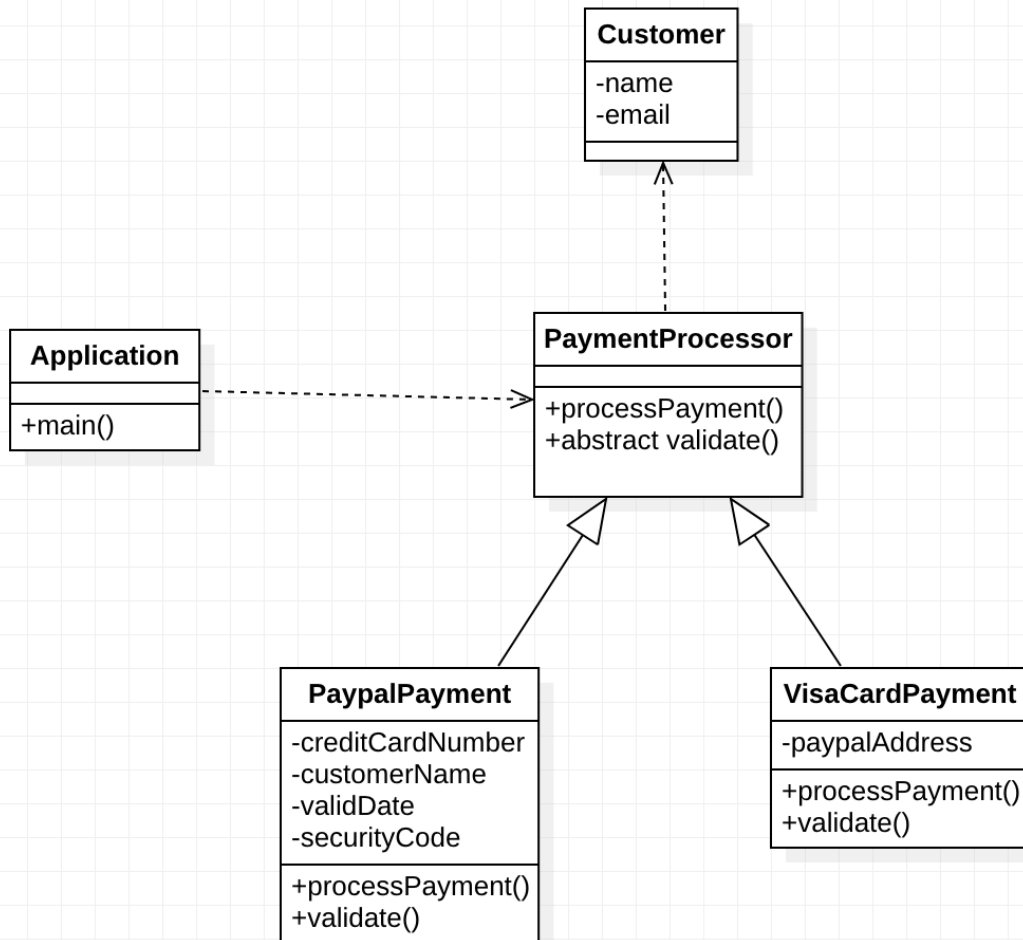 Customer
-name
-email
Application
+main()
PaymentProcessor
+processPayment()
+abstract validate()
PaypalPayment
-creditCardNumber
-customerName
-validDate
-securityCode
+processPayment()
+validate()
VisaCardPayment
-paypalAddress
+processPayment()
+validate()